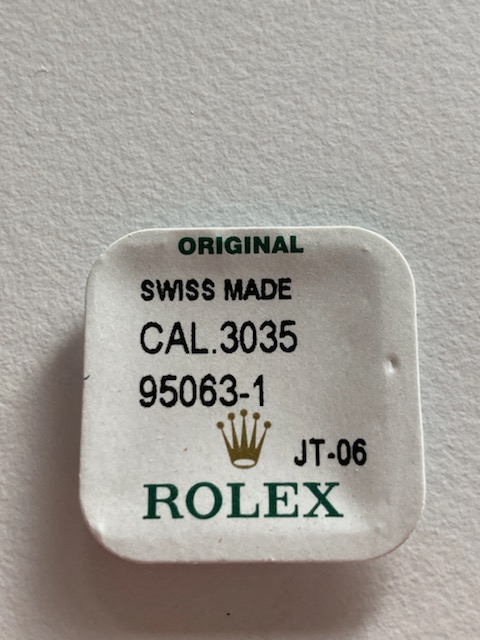 ORIGINAL
SWISS MADE
CAL.3035
95063-1
JT-06
ROLEX